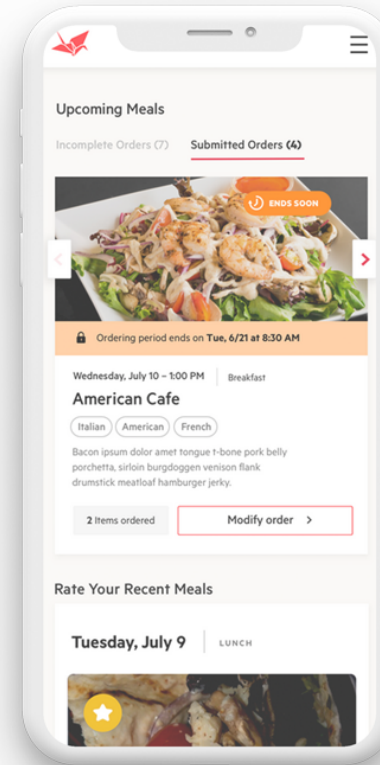 Upcoming Meals
Incomplete Orders (7) Submitted Orders (4)
ENDS SOON
Ordering period ends on Tue, 6/21 at 8:30 AM
Wednesday, July 10 – 1:00 PM Breakfast
American Cafe
Italian American French
Bacon ipsum dolor amet tongue t-bone pork belly
porchetta, sirloin burgdoggen venison flank
drumstick meatloaf hamburger jerky.
2 Items ordered Modify order >
Rate Your Recent Meals
Tuesday, July 9 LUNCH